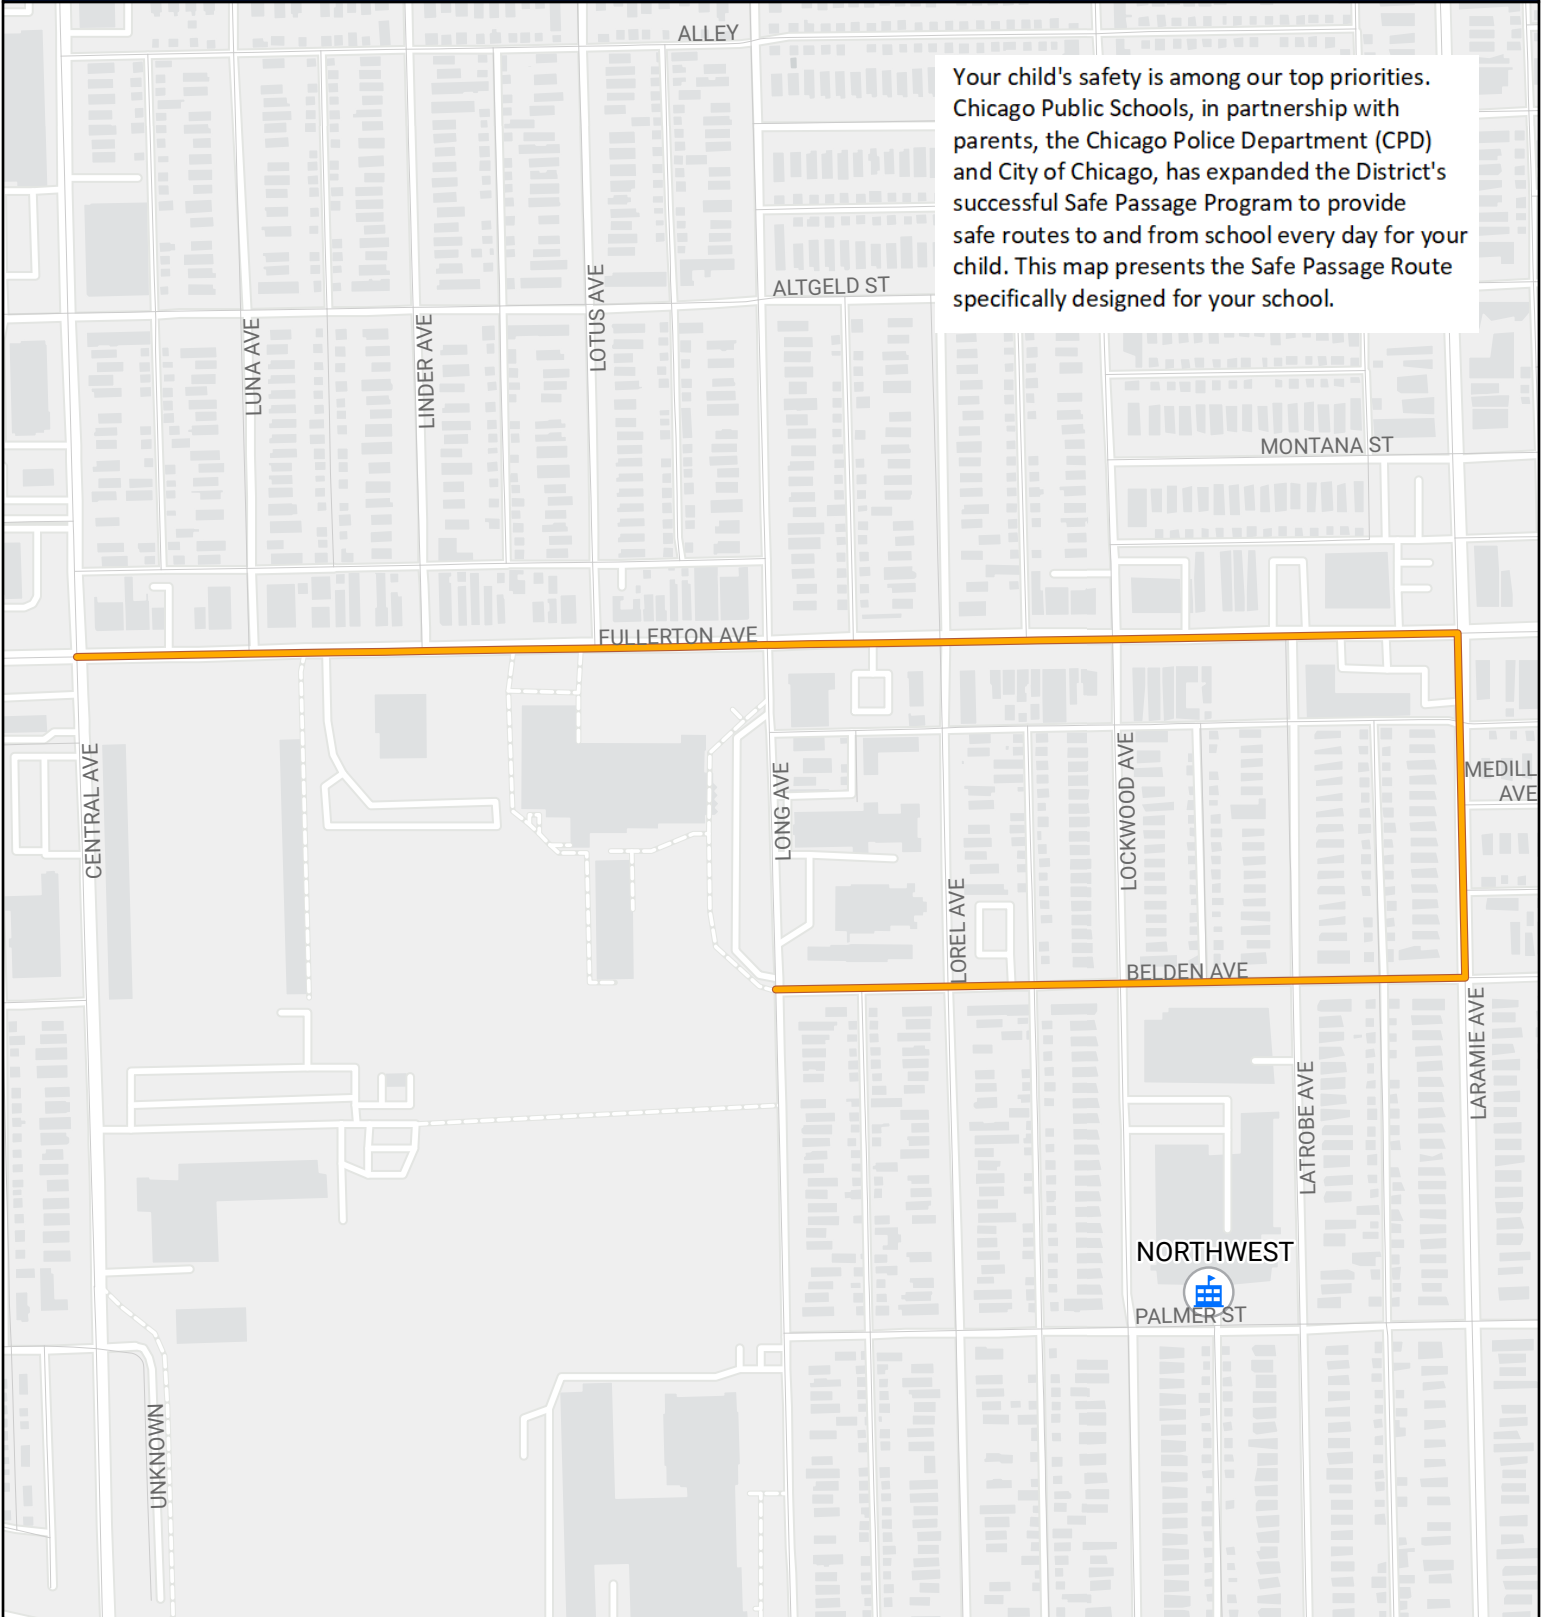 ALLEY
Your child's safety is among our top priorities.
Chicago Public Schools, in partnership with
parents, the Chicago Police Department (CPD)
and City of Chicago, has expanded the District's
successful Safe Passage Program to provide
safe routes to and from school every day for your
child. This map presents the Safe Passage Route
specifically designed for your school.
ALTGELD ST
LUNA AVE
LINDER AVE
LOTUS AVE
MONTANA ST
FULLERTON AVE
CENTRAL AVE
LONG AVE
LOREL AVE
LOCKWOOD AVE
MEDILL
AVE
BELDEN AVE
LARAMIE AVE
LATROBE AVE
NORTHWEST
PALMER ST
UNKNOWN